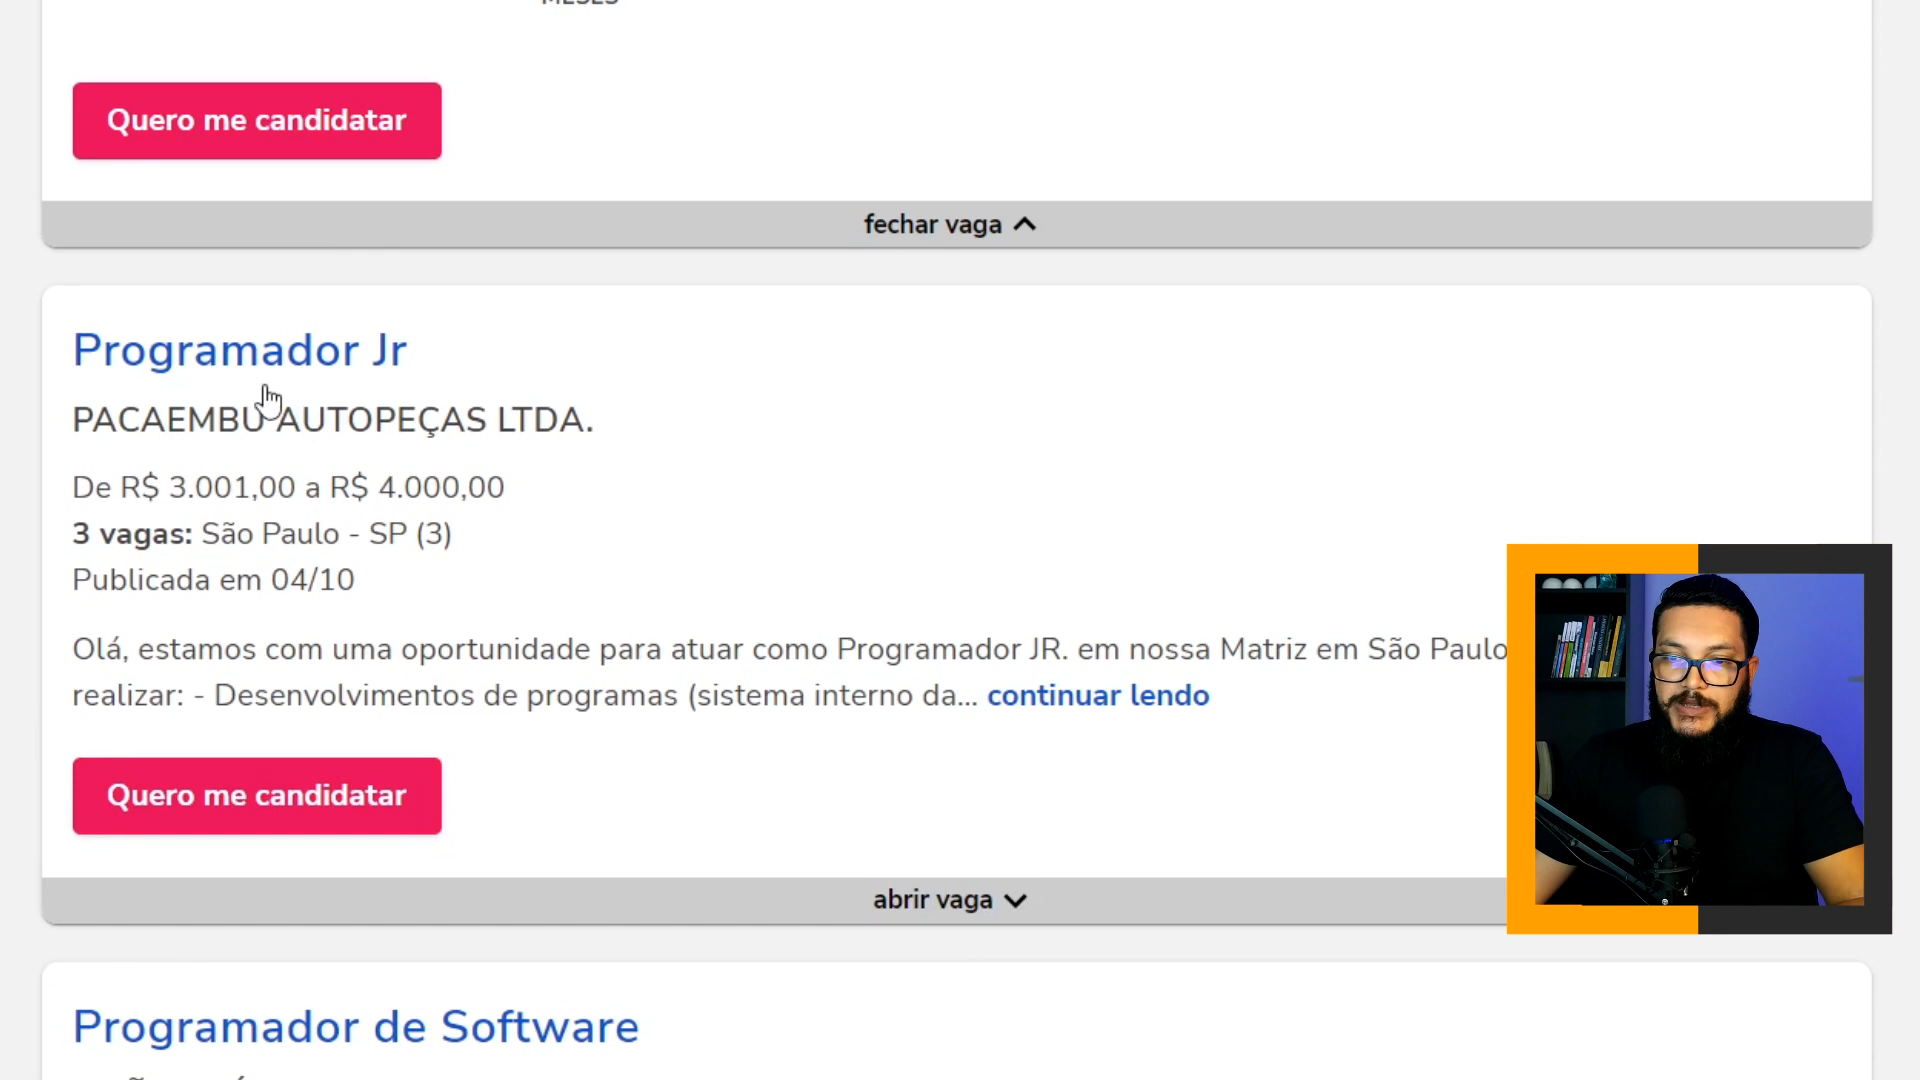 Quero me candidatar
fechar vaga
Programador Jr
PACAEMBU AUTOPEÇAS LTDA.
De R$ 3.001,00 a R$ 4.000,00
3 vagas: São Paulo - SP (3)
Publicada em 04/10
Olá, estamos com uma oportunidade para atuar como Programador JR. em nossa Matriz em São Paulo
realizar: - Desenvolvimentos de programas (sistema interno da... continuar lendo
Quero me candidatar
abrir vaga
Programador de Software